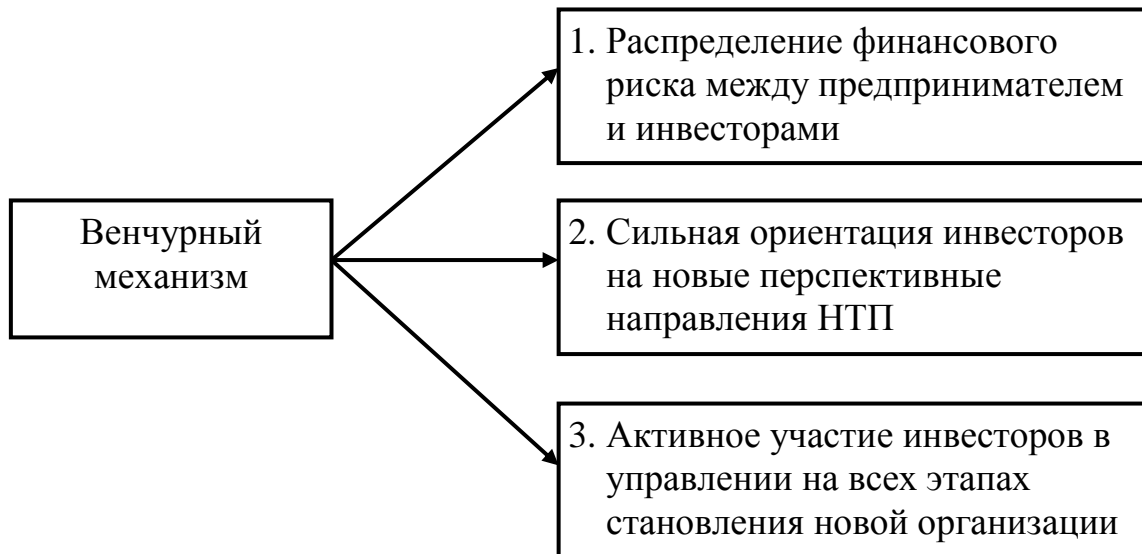 Венчурный
механизм
1. Распределение финансового
риска между предпринимателем
и инвесторами
2. Сильная ориентация инвесторов
на новые перспективные
направления НТП
3. Активное участие инвесторов в
управлении на всех этапах
становления новой организации